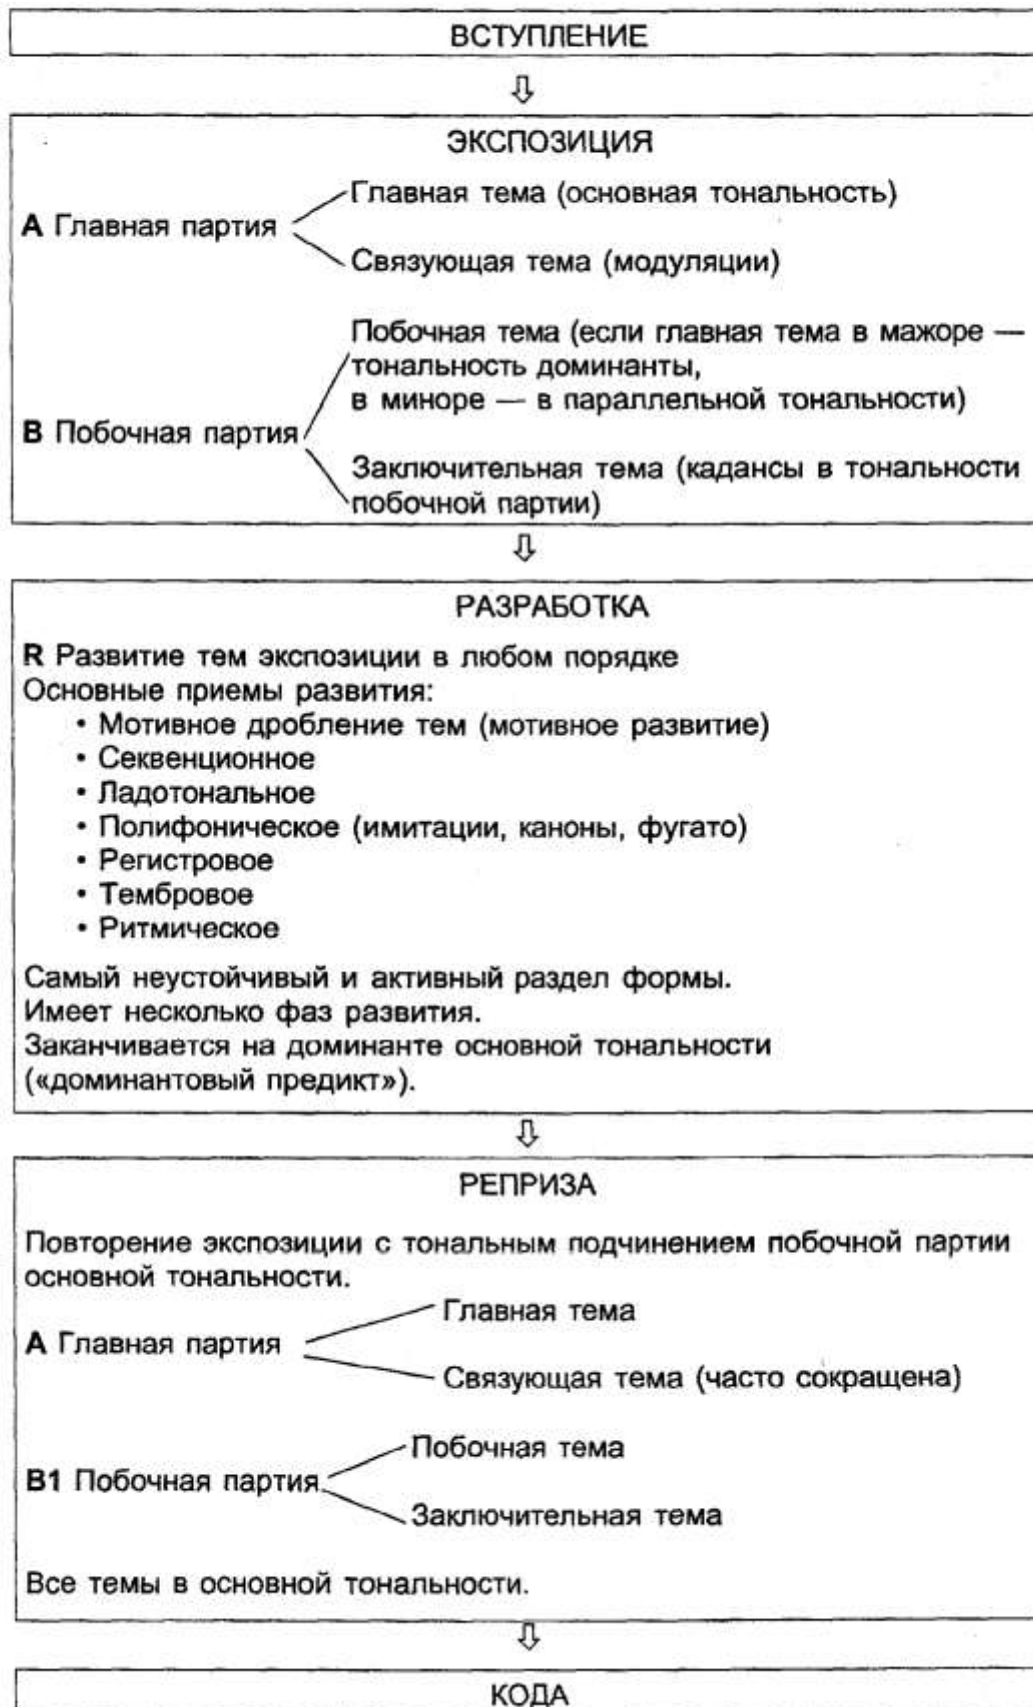 ВСТУПЛЕНИЕ
ЭКСПОЗИЦИЯ
А Главная партия
Главная тема (основная тональность)
Связующая тема (модуляции)
В Побочная партия
Побочная тема (если главная тема в мажоре —
тональность доминанты,
в миноре — в параллельной тональности)
Заключительная тема (кадансы в тональности
побочной партии)
РАЗРАБОТКА
R Развитие тем экспозиции в любом порядке
Основные приемы развития:
• Мотивное дробление тем (мотивное развитие)
• Секвенционное
• Ладотональное
• Полифоническое (имитации, каноны, фугато)
• Регистровое
• Тембровое
• Ритмическое
Самый неустойчивый и активный раздел формы.
Имеет несколько фаз развития.
Заканчивается на доминанте основной тональности
(«доминантовый предикт»).
РЕПРИЗА
Повторение экспозиции с тональным подчинением побочной партии
основной тональности.
А Главная партия
Главная тема
Связующая тема (часто сокращена)
В1 Побочная партия
Побочная тема
Заключительная тема
Все темы в основной тональности.
КОДА